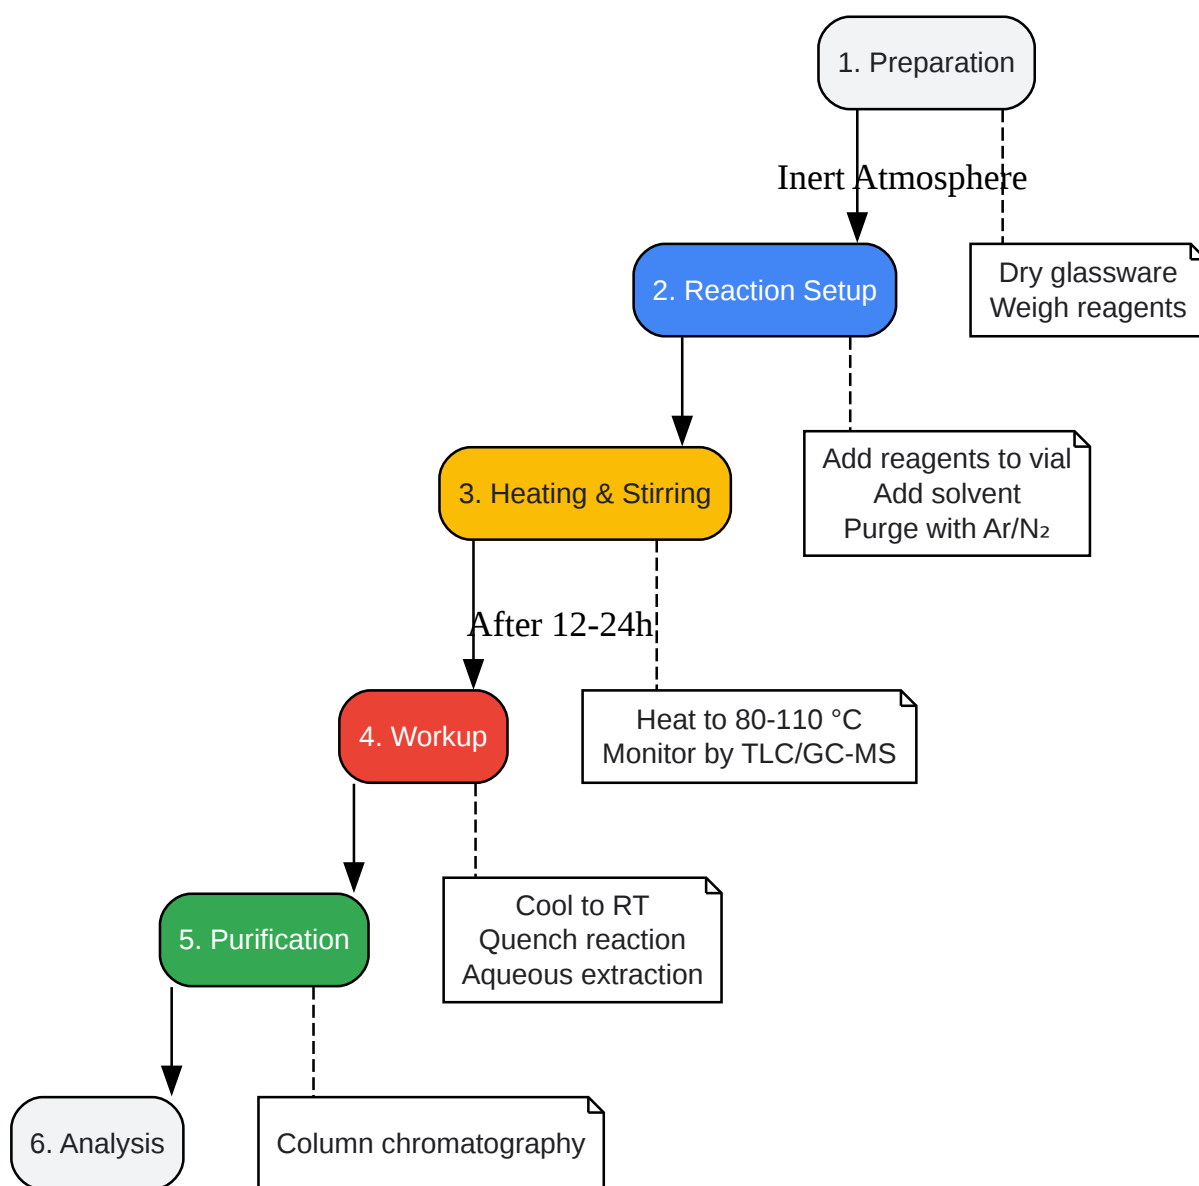 1. Preparation
Inert Atmosphere
2. Reaction Setup
Dry glassware
Weigh reagents
3. Heating & Stirring
Add reagents to vial
Add solvent
Purge with Ar/N₂
After 12-24h
4. Workup
Heat to 80-110 °C
Monitor by TLC/GC-MS
5. Purification
Cool to RT
Quench reaction
Aqueous extraction
6. Analysis
Column chromatography